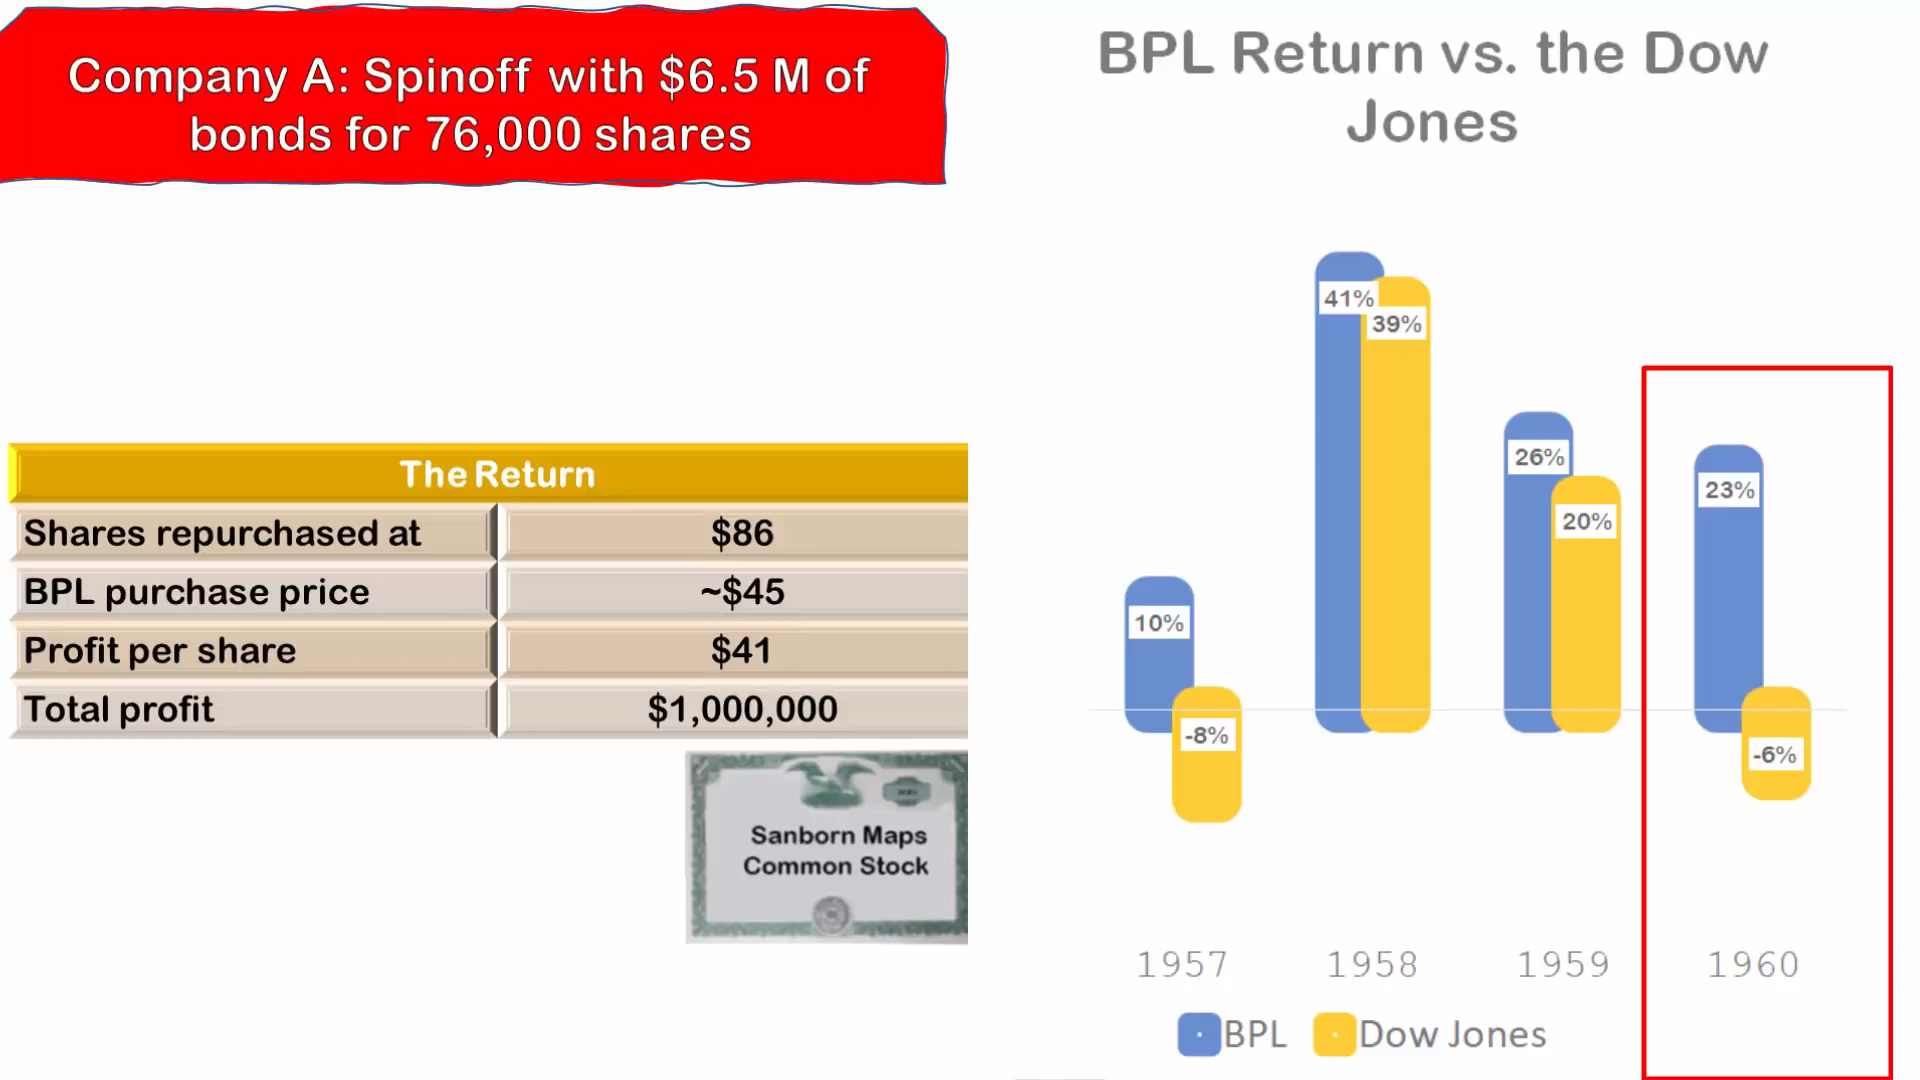 Company A: Spinoff with $6.5 M of
bonds for 76,000 shares
The Return
Shares repurchased at $86
BPL purchase price ~$45
Profit per share $41
Total profit $1,000,000
Sanborn Maps
Common Stock
BPL Return vs. the Dow
Jones
10%
-8%
41%
39%
26%
20%
23%
-6%
1957 1958 1959 1960
BPL Dow Jones